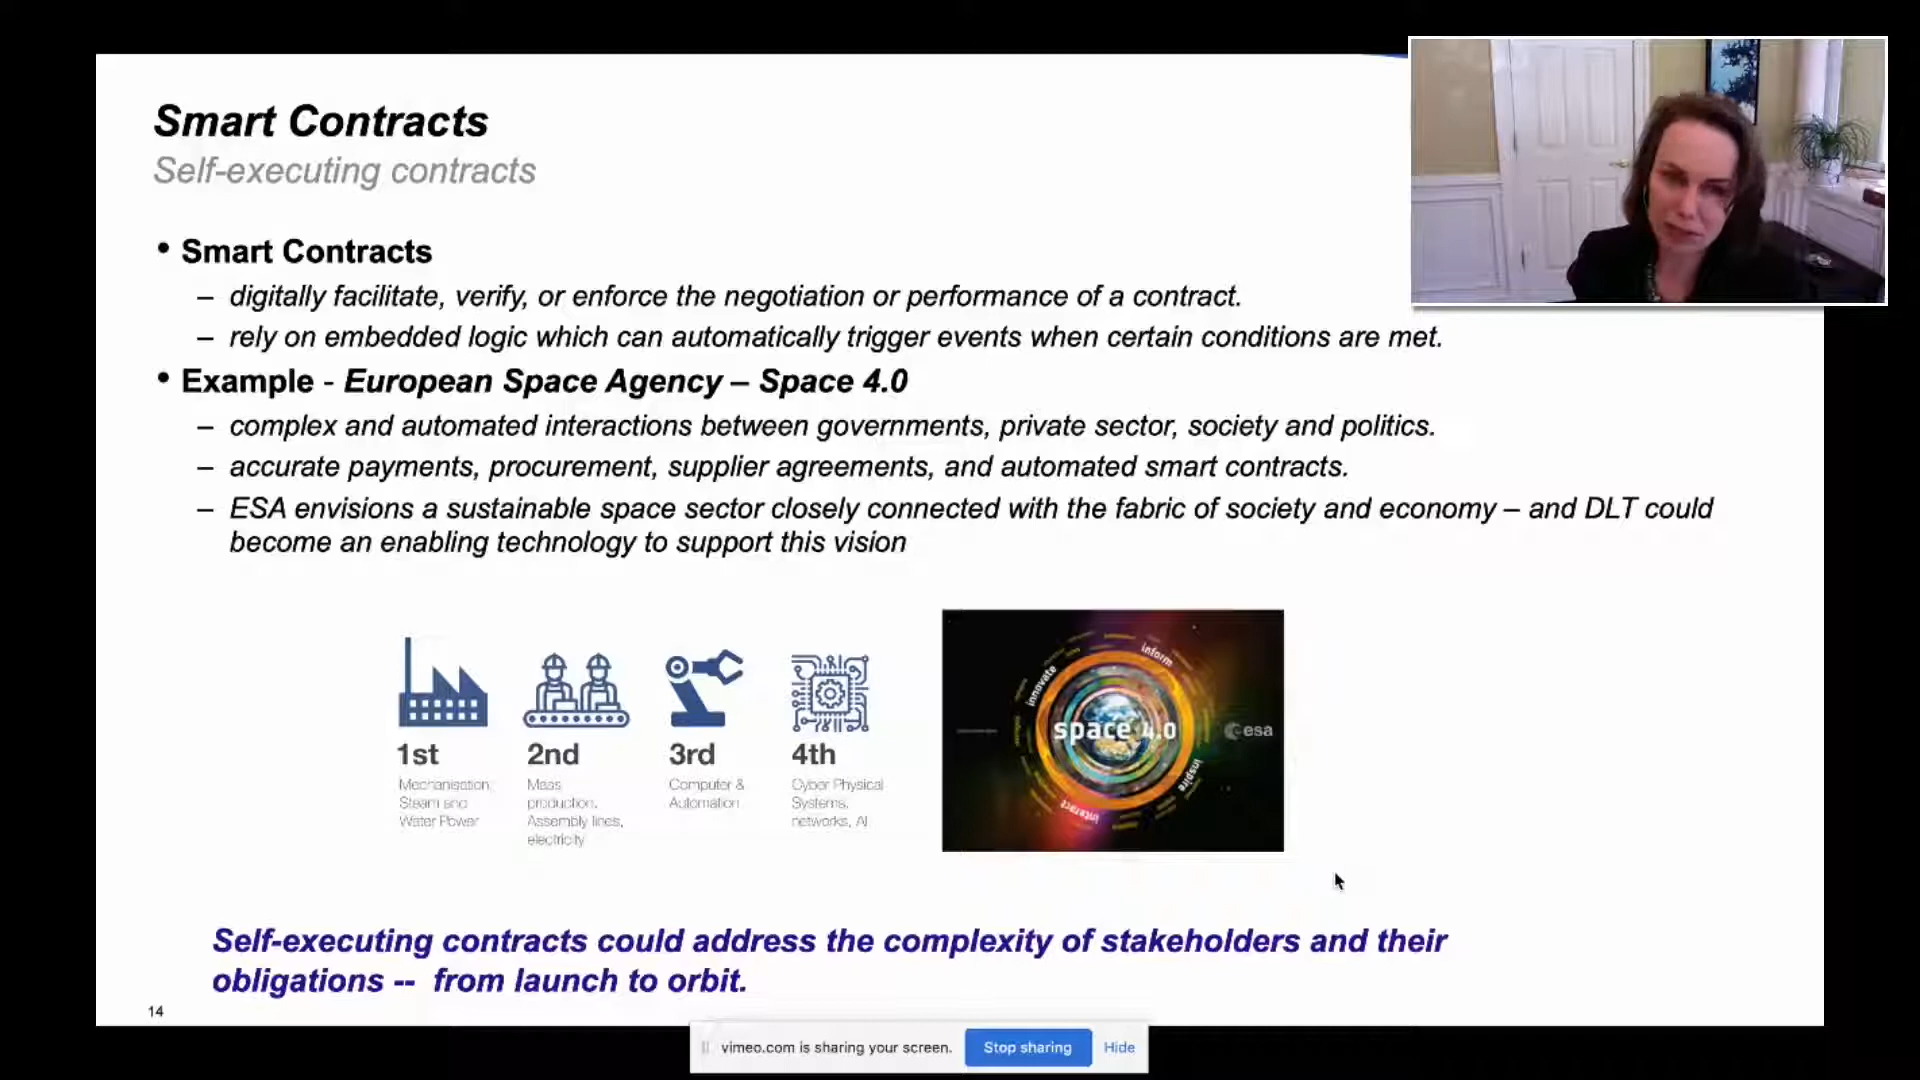 Smart Contracts
Self-executing contracts
• Smart Contracts
– digitally facilitate, verify, or enforce the negotiation or performance of a contract.
– rely on embedded logic which can automatically trigger events when certain conditions are met.
• Example - European Space Agency – Space 4.0
– complex and automated interactions between governments, private sector, society and politics.
– accurate payments, procurement, supplier agreements, and automated smart contracts.
– ESA envisions a sustainable space sector closely connected with the fabric of society and economy – and DLT could
become an enabling technology to support this vision
1st
Mechanisation,
Steam and
Water Power
2nd
Mass
production,
Assembly lines,
electricity
3rd
Computer &
Automation
4th
Cyber Physical
Systems,
networks, AI
inform
innovate
space 4.0
esa
inspire
interact
Self-executing contracts could address the complexity of stakeholders and their
obligations -- from launch to orbit.
14
vimeo.com is sharing your screen.
Stop sharing
Hide